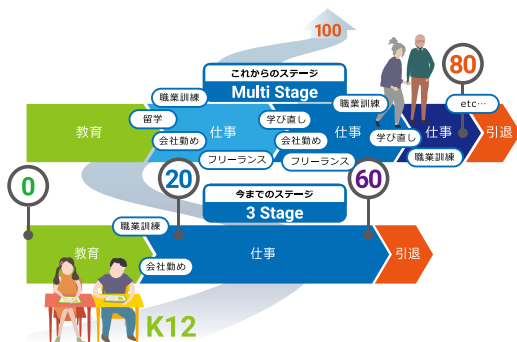 100
これからのステージ
Multi Stage
80
職業訓練
職業訓練
etc…
留学
学び直し
教育
仕事
仕事
仕事
引退
会社勤め
会社勤め
学び直し
フリーランス
フリーランス
職業訓練
0
20
60
今までのステージ
3 Stage
職業訓練
教育
仕事
引退
会社勤め
K12